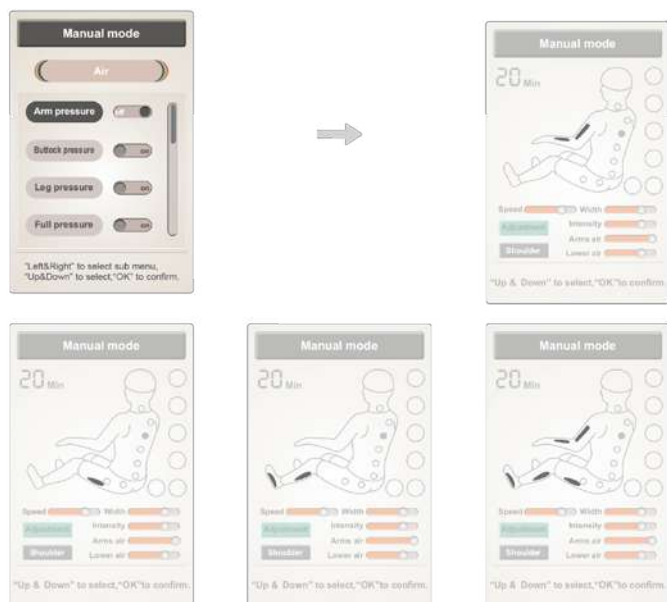 Manual mode
Air
Arm pressure off
Buttock pressure on
Leg pressure on
Full pressure on
"Left&Right" to select sub menu,
"Up&Down" to select,"OK" to confirm.
Manual mode
20 Min
Speed Width
Adjustment Intensity
Arms air
Shoulder Lower air
"Up & Down" to select,"OK"to confirm.
Manual mode
20 Min
Speed Width
Adjustment Intensity
Arms air
Shoulder Lower air
"Up & Down" to select,"OK"to confirm.
Manual mode
20 Min
Speed Width
Adjustment Intensity
Arms air
Shoulder Lower air
"Up & Down" to select,"OK"to confirm.
Manual mode
20 Min
Speed Width
Adjustment Intensity
Arms air
Shoulder Lower air
"Up & Down" to select,"OK"to confirm.